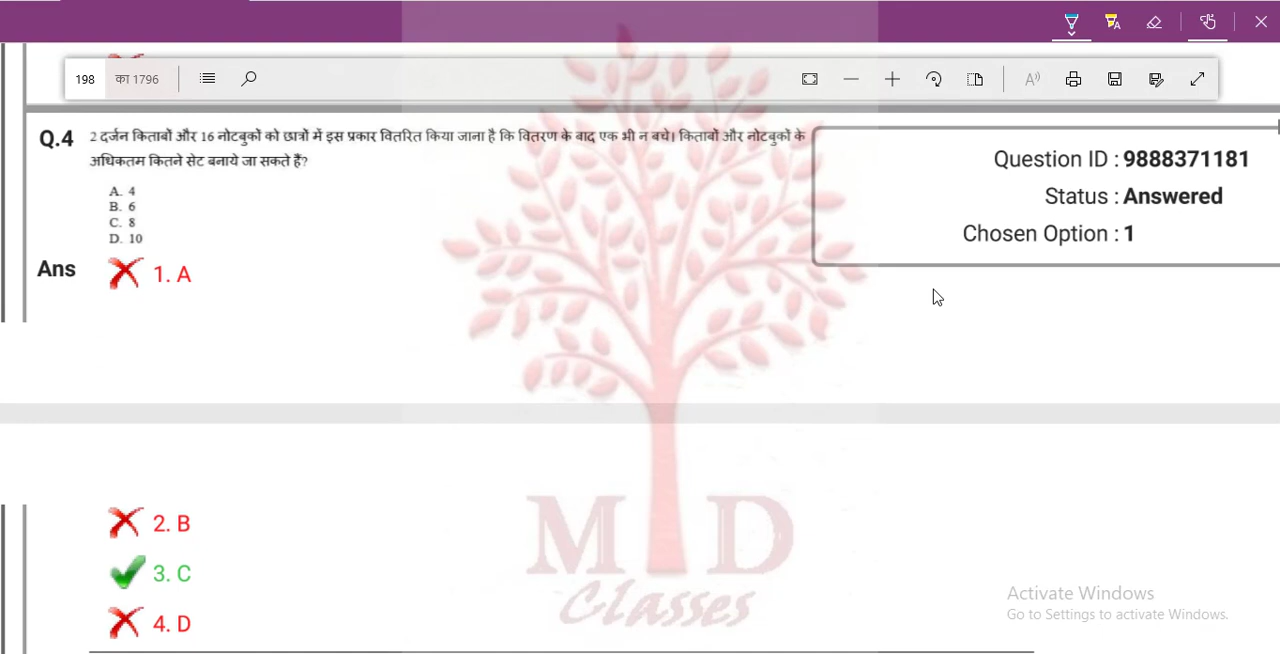 198 का 1796
Q.4 2 दर्जन किताबों और 16 नोटबुकों को छात्रों में इस प्रकार वितरित किया जाना है कि वितरण के बाद एक भी न बचे। किताबों और नोटबुकों के
अधिकतम कितने सेट बनाये जा सकते हैं?
Question ID : 9888371181
Status : Answered
Chosen Option : 1
A. 4
B. 6
C. 8
D. 10
Ans 1. A
2. B
3. C
4. D
M D
Classes
Activate Windows
Go to Settings to activate Windows.